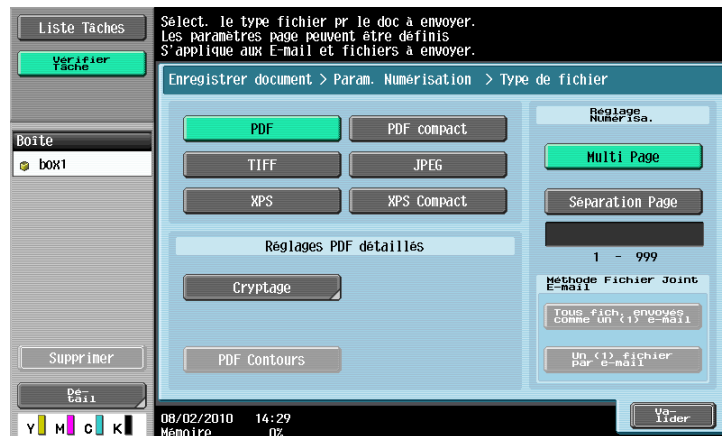 Liste Tâches
Vérifier
Tâche
Sélect. le type fichier pr le doc à envoyer.
Les paramètres page peuvent être définis
S'applique aux E-mail et fichiers à envoyer.
Enregistrer document > Param. Numérisation > Type de fichier
Boîte
box1
PDF
PDF compact
TIFF
JPEG
XPS
XPS Compact
Réglages PDF détaillés
Cryptage
PDF Contours
Réglage
Numérisa.
Multi Page
Séparation Page
1 - 999
Méthode Fichier Joint
E-mail
Tous fich. envoyés
comme un (1) e-mail
Un (1) fichier
par e-mail
Supprimer
Dé-
tail
Y M C K
08/02/2010 14:29
Mémoire 0%
Va-
lider